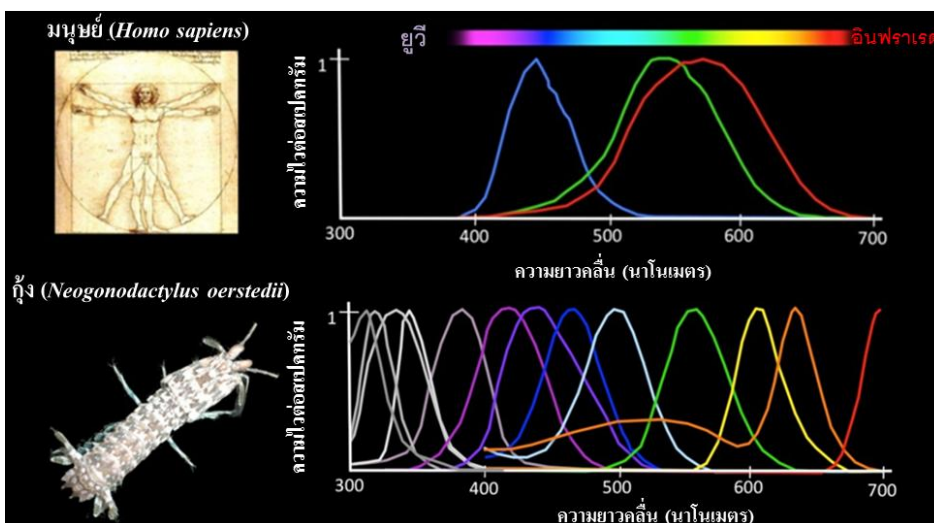 มนุษย์ (Homo sapiens)
ยูวี
อินฟราเรด
ความไวต่อสเปกตรัม
1
300 400 500 600 700
ความยาวคลื่น (นาโนเมตร)
กุ้ง (Neogonodactylus oerstedii)
ความไวต่อสเปกตรัม
1
300 400 500 600 700
ความยาวคลื่น (นาโนเมตร)